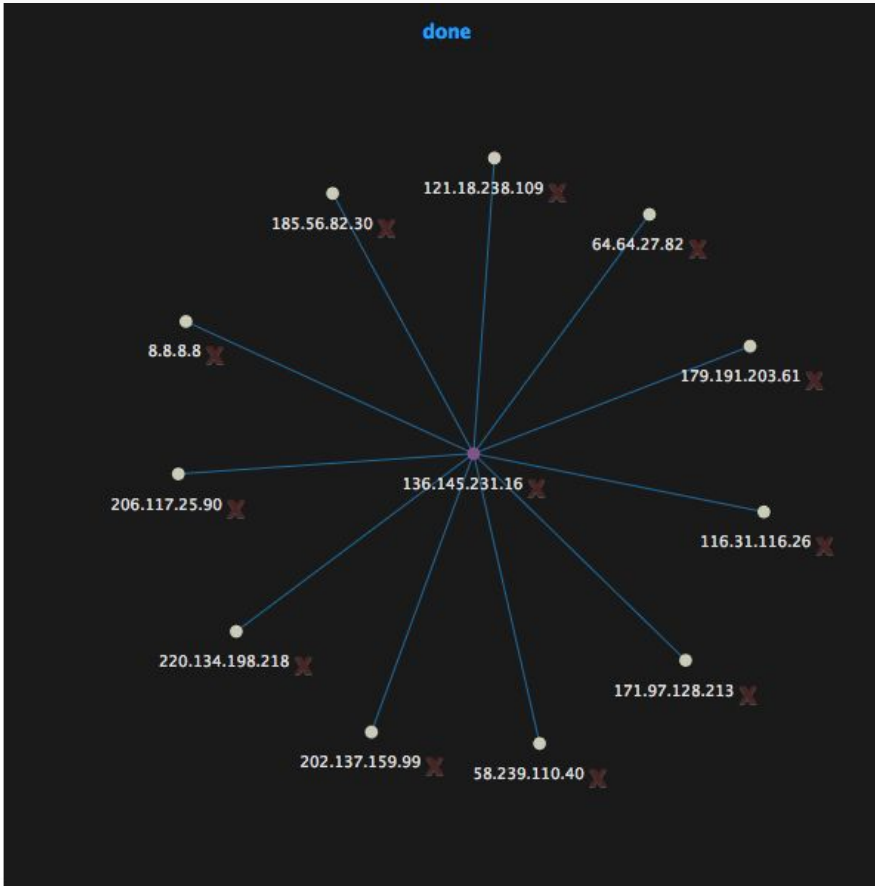 done
121.18.238.109 X
185.56.82.30 X
64.64.27.82 X
8.8.8.8 X
179.191.203.61 X
136.145.231.16 X
206.117.25.90 X
116.31.116.26 X
220.134.198.218 X
171.97.128.213 X
202.137.159.99 X
58.239.110.40 X